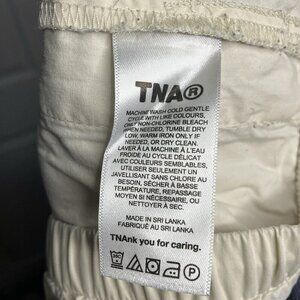 TNA®
MACHINE WASH COLD GENTLE
CYCLE WITH LIKE COLOURS,
ONLY NON-CHLORINE BLEACH
WHEN NEEDED, TUMBLE DRY
LOW, WARM IRON ONLY IF
NEEDED, OR DRY CLEAN.
LAVER À LA MACHINE À L'EAU
FROIDE AU CYCLE DÉLICAT
AVEC COULEURS SEMBLABLES,
UTILISER SEULEMENT UN
JAVELLISANT SANS CHLORE AU
BESOIN, SÉCHER À BASSE
TEMPÉRATURE, REPASSAGE
MOYEN SI NÉCESSAIRE, OU
NETTOYER À SEC.
MADE IN SRI LANKA
FABRIQUÉ AU SRI LANKA
TNAnk you for caring.